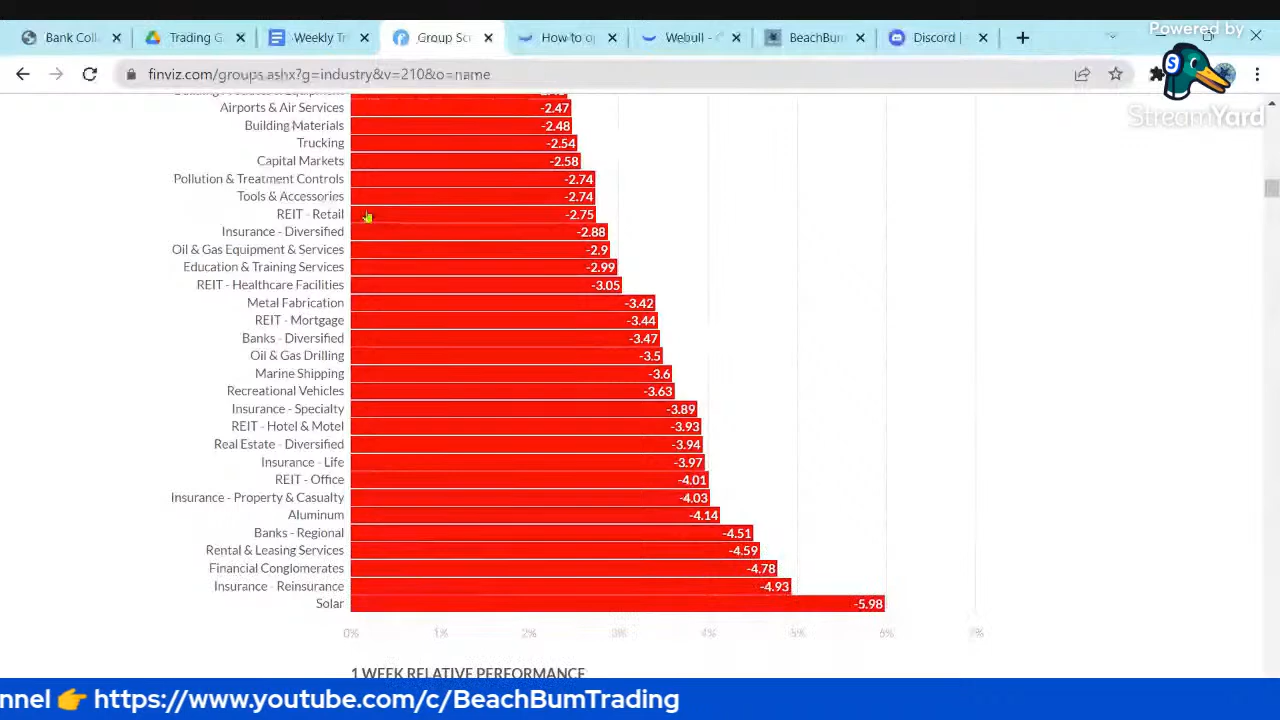 Powered by
Bank Coll
Trading G
Weekly Tr
Group Scr
How to op
Webull - 
BeachBum
Discord |
finviz.com/groups.ashx?g=industry&v=210&o=name
StreamYard
-2.47 Airports & Air Services
Building Materials -2.48
Trucking -2.54
Capital Markets -2.58
Pollution & Treatment Controls -2.74
Tools & Accessories -2.74
REIT - Retail -2.75
Insurance - Diversified -2.88
Oil & Gas Equipment & Services -2.9
Education & Training Services -2.99
REIT - Healthcare Facilities -3.05
Metal Fabrication -3.42
REIT - Mortgage -3.44
Banks - Diversified -3.47
Oil & Gas Drilling -3.5
Marine Shipping -3.6
Recreational Vehicles -3.63
Insurance - Specialty -3.89
REIT - Hotel & Motel -3.93
Real Estate - Diversified -3.94
Insurance - Life -3.97
REIT - Office -4.01
Insurance - Property & Casualty -4.03
Aluminum -4.14
Banks - Regional -4.51
Rental & Leasing Services -4.59
Financial Conglomerates -4.78
Insurance - Reinsurance -4.93
Solar -5.98
0% 1% 2% 3% 4% 5% 6% 7%
1 WEEK RELATIVE PERFORMANCE
nnel 👉 https://www.youtube.com/c/BeachBumTrading